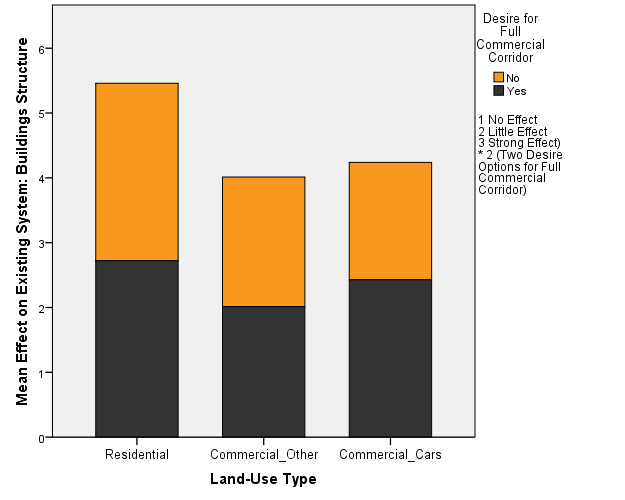 Mean Effect on Existing System: Buildings Structure
6
5
4
3
2
1
0
Residential
Commercial_Other
Commercial_Cars
Land-Use Type
Desire for
Full
Commercial
Corridor
No
Yes
1 No Effect
2 Little Effect
3 Strong Effect)
* 2 (Two Desire
Options for Full
Commercial
Corridor)